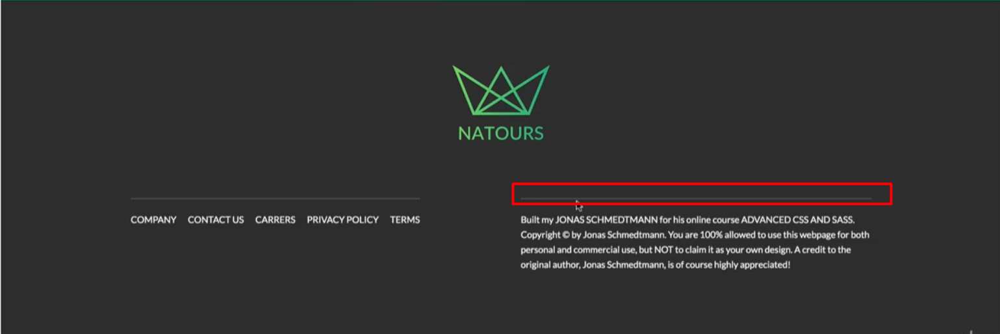 NATOURS
COMPANY CONTACT US CARRERS PRIVACY POLICY TERMS
Built my JONAS SCHMEDTMANN for his online course ADVANCED CSS AND SASS.
Copyright © by Jonas Schmedtmann. You are 100% allowed to use this webpage for both
personal and commercial use, but NOT to claim it as your own design. A credit to the
original author, Jonas Schmedtmann, is of course highly appreciated!